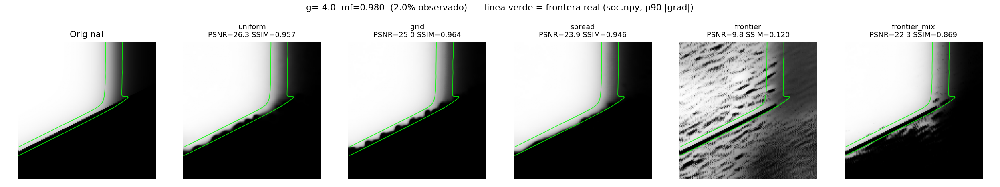 g=-4.0  mf=0.980  (2.0% observado)  --  linea verde = frontera real (soc.npy, p90 |grad|)
Original
uniform
PSNR=26.3 SSIM=0.957
grid
PSNR=25.0 SSIM=0.964
spread
PSNR=23.9 SSIM=0.946
frontier
PSNR=9.8 SSIM=0.120
frontier_mix
PSNR=22.3 SSIM=0.869